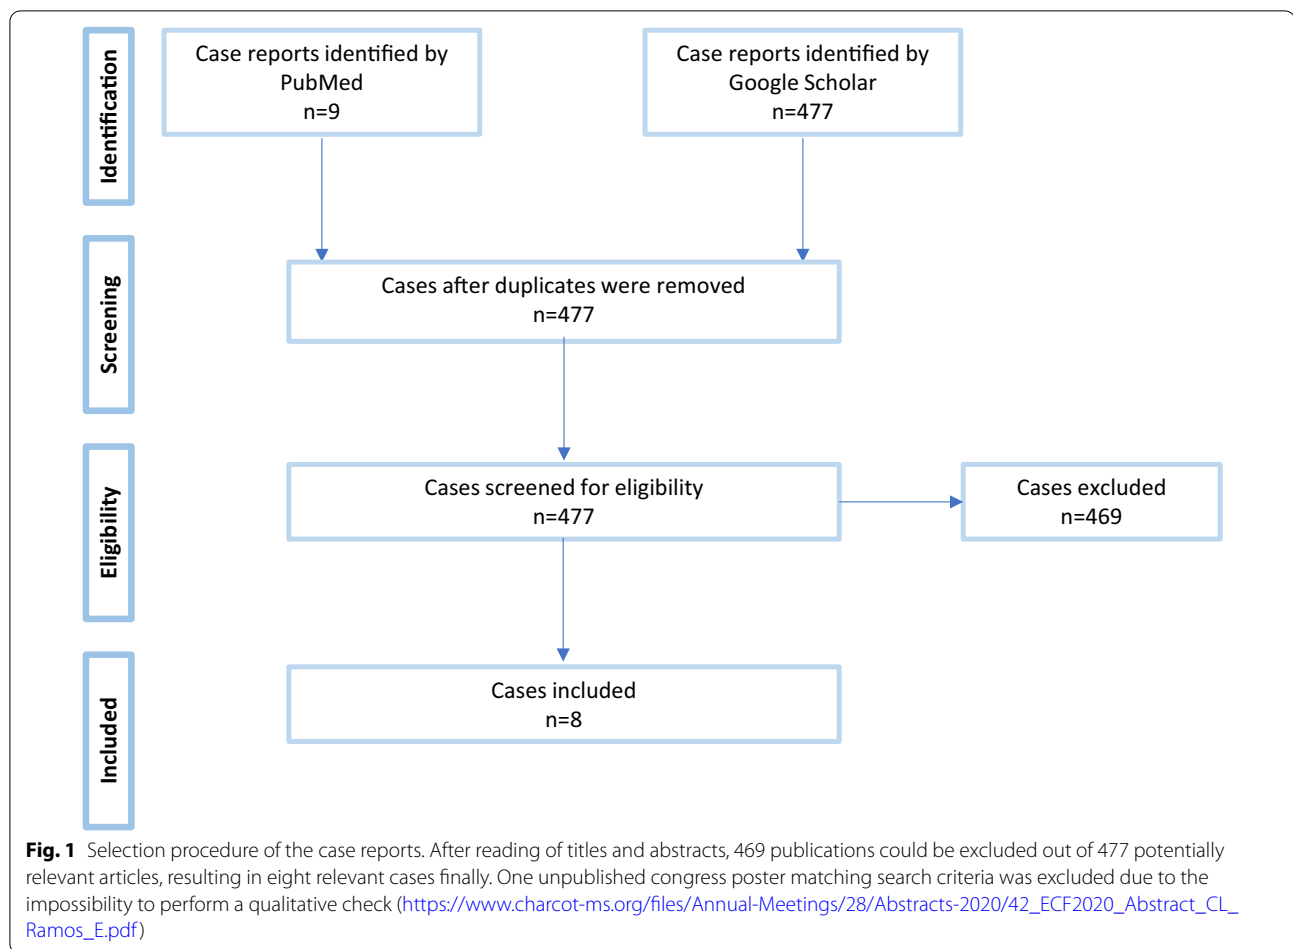 Identification
Case reports identified by
PubMed
n=9
Case reports identified by
Google Scholar
n=477
Screening
Cases after duplicates were removed
n=477
Eligibility
Cases screened for eligibility
n=477
Cases excluded
n=469
Included
Cases included
n=8
Fig. 1 Selection procedure of the case reports. After reading of titles and abstracts, 469 publications could be excluded out of 477 potentially
relevant articles, resulting in eight relevant cases finally. One unpublished congress poster matching search criteria was excluded due to the
impossibility to perform a qualitative check (https://www.charcot-ms.org/files/Annual-Meetings/28/Abstracts-2020/42_ECF2020_Abstract_CL_
Ramos_E.pdf)